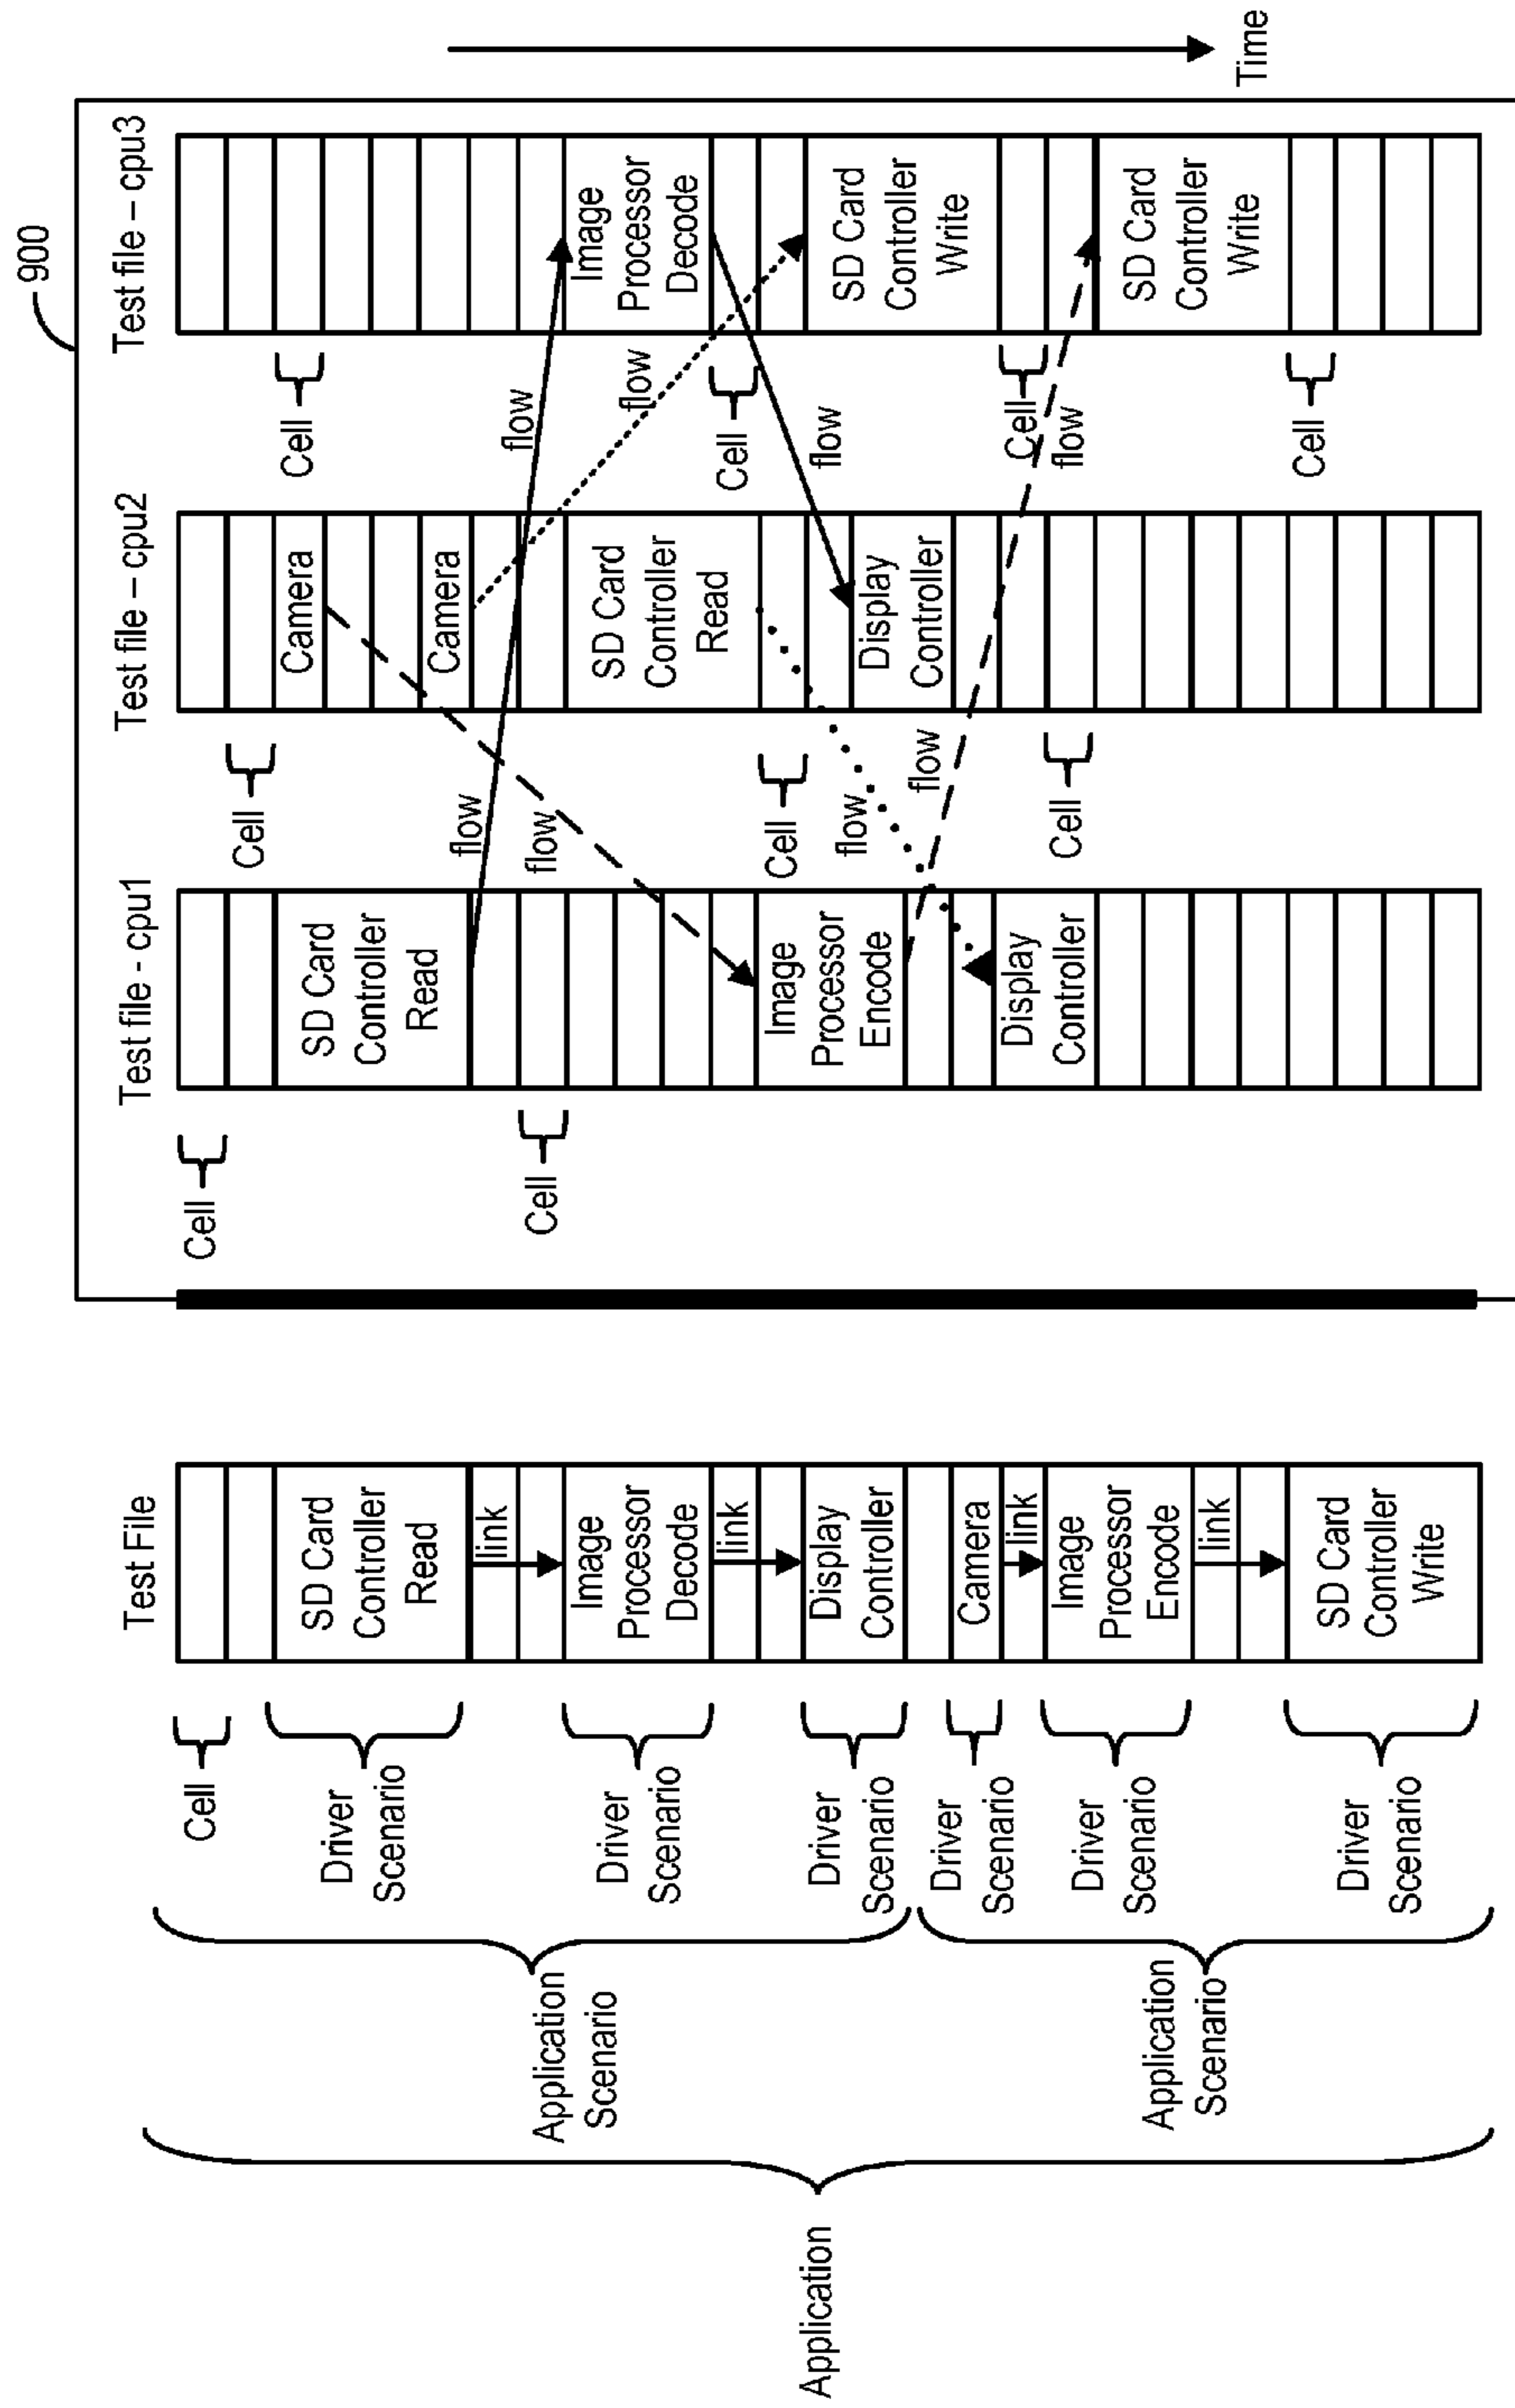 Application
Application
Scenario
Application
Scenario
Cell
Driver
Scenario
Driver
Scenario
Driver
Scenario
Driver
Scenario
Driver
Scenario
Driver
Scenario
Test File
SD Card
Controller
Read
link
Image
Processor
Decode
link
Display
Controller
Camera
link
Image
Processor
Encode
link
SD Card
Controller
Write
900
Cell
Cell
Test file - cpu1
SD Card
Controller
Read
Image
Processor
Encode
Display
Controller
Cell
flow
flow
Cell
flow
flow
Cell
Test file – cpu2
Camera
Camera
SD Card
Controller
Read
Display
Controller
Cell
flow
flow
Cell
flow
Cell
flow
Cell
Test file – cpu3
Image
Processor
Decode
SD Card
Controller
Write
SD Card
Controller
Write
Time